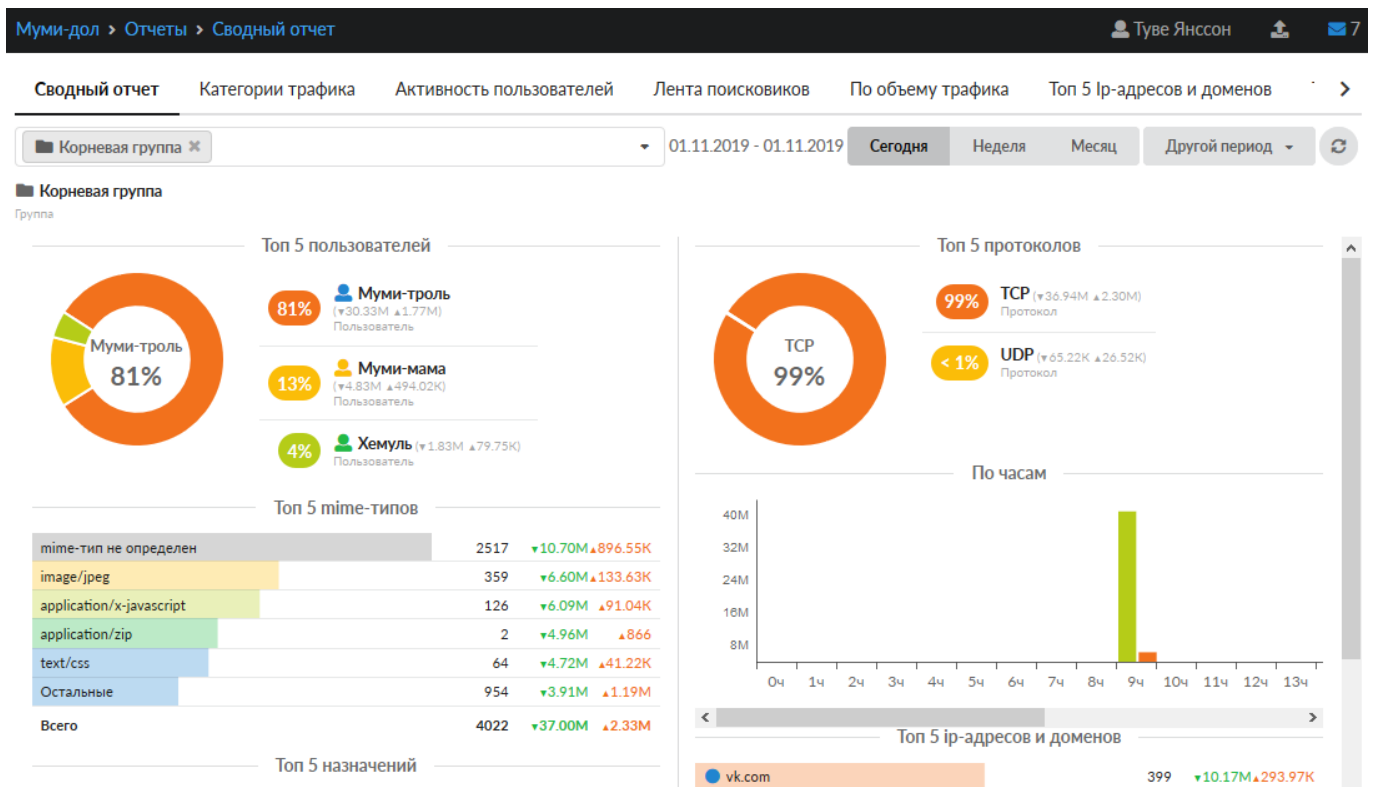 Муми-дол > Отчеты > Сводный отчет
Туве Янссон 7
Сводный отчет Категории трафика Активность пользователей Лента поисковиков По объему трафика Топ 5 Ip-адресов и доменов
Корневая группа 01.11.2019 - 01.11.2019 Сегодня Неделя Месяц Другой период
Корневая группа
Группа
Топ 5 пользователей
Муми-троль
81%
81% Муми-троль
(▾30.33M ▴1.77M)
Пользователь
13% Муми-мама
(▾4.83M ▴494.02K)
Пользователь
4% Хемуль (▾1.83M ▴79.75K)
Пользователь
Топ 5 mime-типов
mime-тип не определен 2517 ▾10.70M ▴896.55K
image/jpeg 359 ▾6.60M ▴133.63K
application/x-javascript 126 ▾6.09M ▴91.04K
application/zip 2 ▾4.96M ▴866
text/css 64 ▾4.72M ▴41.22K
Остальные 954 ▾3.91M ▴1.19M
Всего 4022 ▾37.00M ▴2.33M
Топ 5 назначений
Топ 5 протоколов
TCP
99%
99% TCP (▾36.94M ▴2.30M)
Протокол
< 1% UDP (▾65.22K ▴26.52K)
Протокол
По часам
40M
32M
24M
16M
8M
0ч 1ч 2ч 3ч 4ч 5ч 6ч 7ч 8ч 9ч 10ч 11ч 12ч 13ч
Топ 5 ip-адресов и доменов
vk.com 399 ▾10.17M ▴293.97K